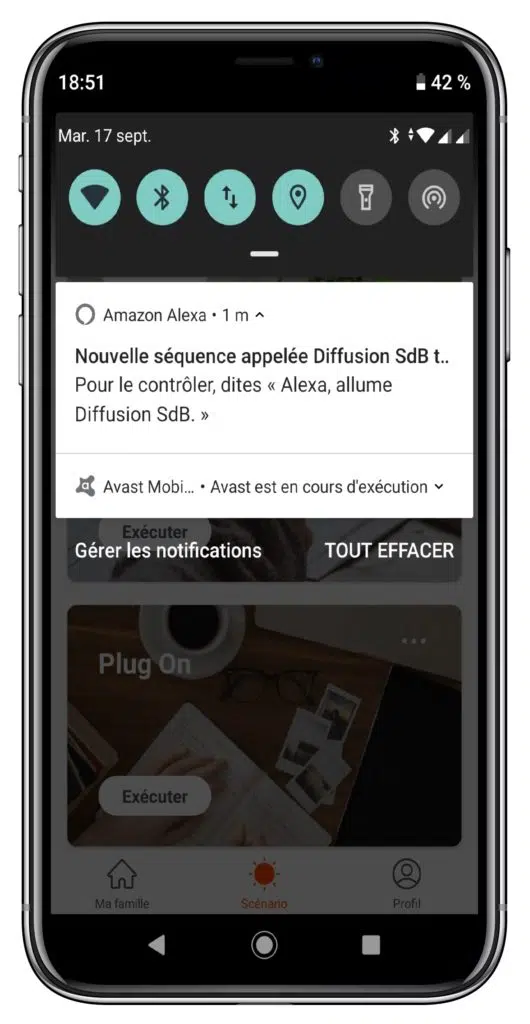 18:51
42 %
Mar. 17 sept.
Amazon Alexa • 1 m
Nouvelle séquence appelée Diffusion SdB t..
Pour le contrôler, dites « Alexa, allume
Diffusion SdB. »
Avast Mobi... • Avast est en cours d'exécution
Exécuter
Gérer les notifications
TOUT EFFACER
Plug On
Exécuter
Ma famille
Scénario
Profil